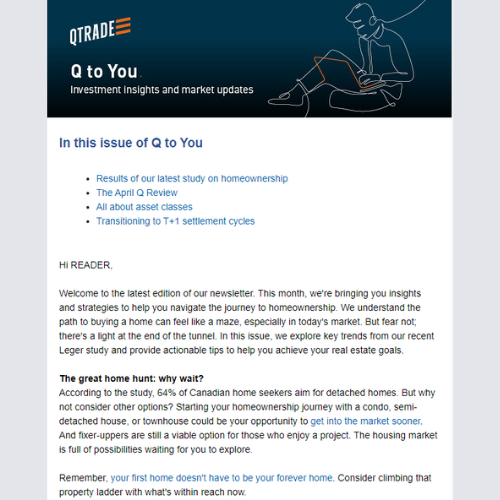 QTRADE
Q to You
Investment insights and market updates
In this issue of Q to You
Results of our latest study on homeownership
The April Q Review
All about asset classes
Transitioning to T+1 settlement cycles
Hi READER,
Welcome to the latest edition of our newsletter. This month, we're bringing you insights
and strategies to help you navigate the journey to homeownership. We understand the
path to buying a home can feel like a maze, especially in today's market. But fear not;
there's a light at the end of the tunnel. In this issue, we explore key trends from our recent
Leger study and provide actionable tips to help you achieve your real estate goals.
The great home hunt: why wait?
According to the study, 64% of Canadian home seekers aim for detached homes. But why
not consider other options? Starting your homeownership journey with a condo, semi-
detached house, or townhouse could be your opportunity to get into the market sooner.
And fixer-uppers are still a viable option for those who enjoy a project. The housing market
is full of possibilities waiting for you to explore.
Remember, your first home doesn't have to be your forever home. Consider climbing that
property ladder with what's within reach now.